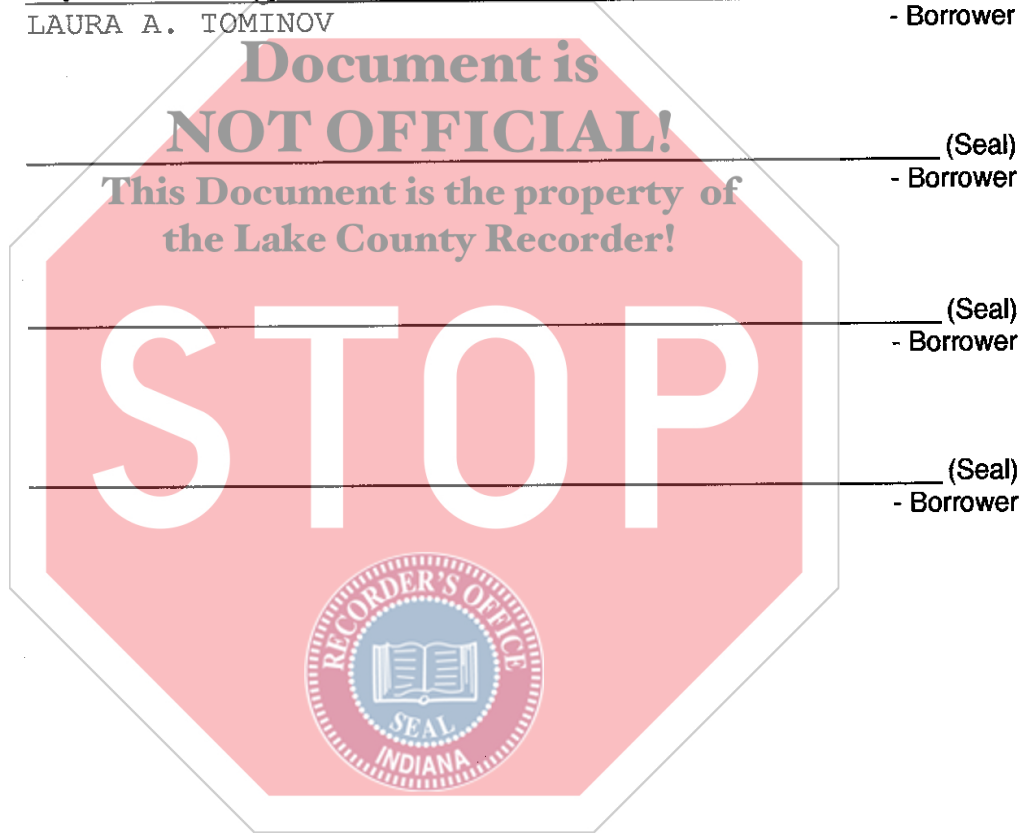 LAURA A. TOMINOV
- Borrower
Document is
NOT OFFICIAL!
(Seal)
- Borrower
This Document is the property of
the Lake County Recorder!
(Seal)
- Borrower
STOP
(Seal)
- Borrower
RECORDER'S OFFICE
SEAL
INDIANA